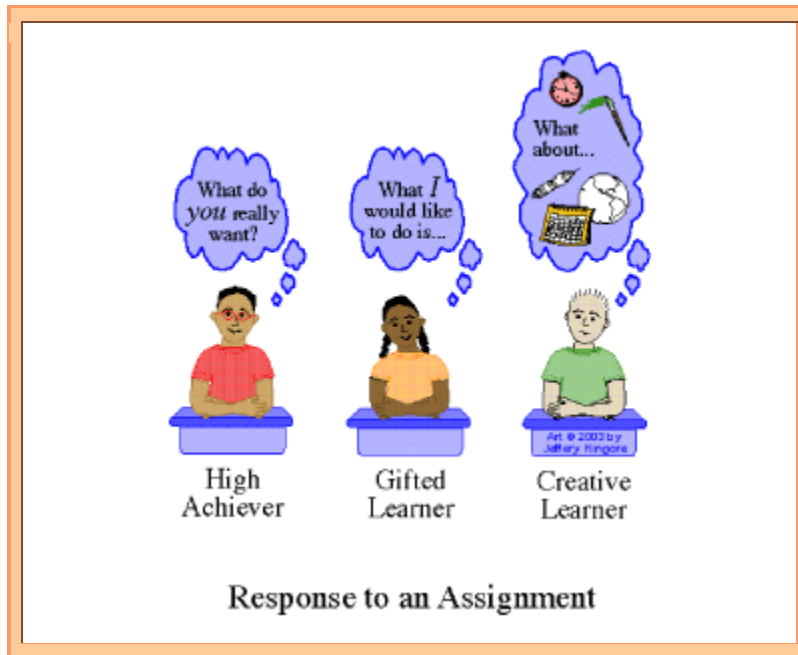 What do
you really
want?
What I
would like
to do is...
What
about...
Art © 2003 by
Jeffery Kingore
High
Achiever
Gifted
Learner
Creative
Learner
Response to an Assignment